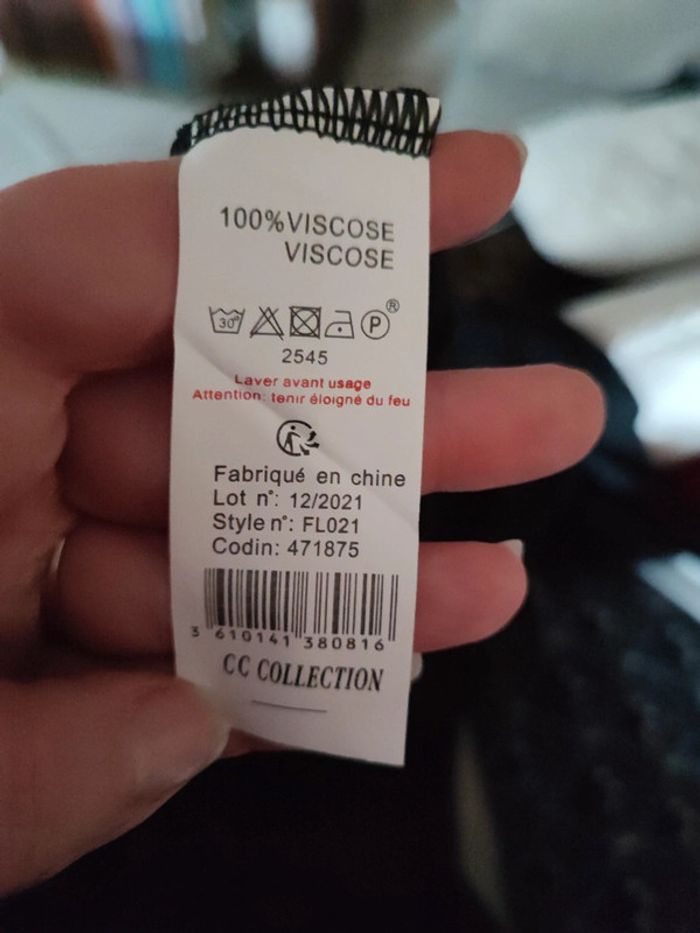 100%VISCOSE
VISCOSE
30° P ®
2545
Laver avant usage
Attention: tenir éloigné du feu
Fabriqué en chine
Lot n°: 12/2021
Style n°: FL021
Codin: 471875
3 610141 380816
CC COLLECTION